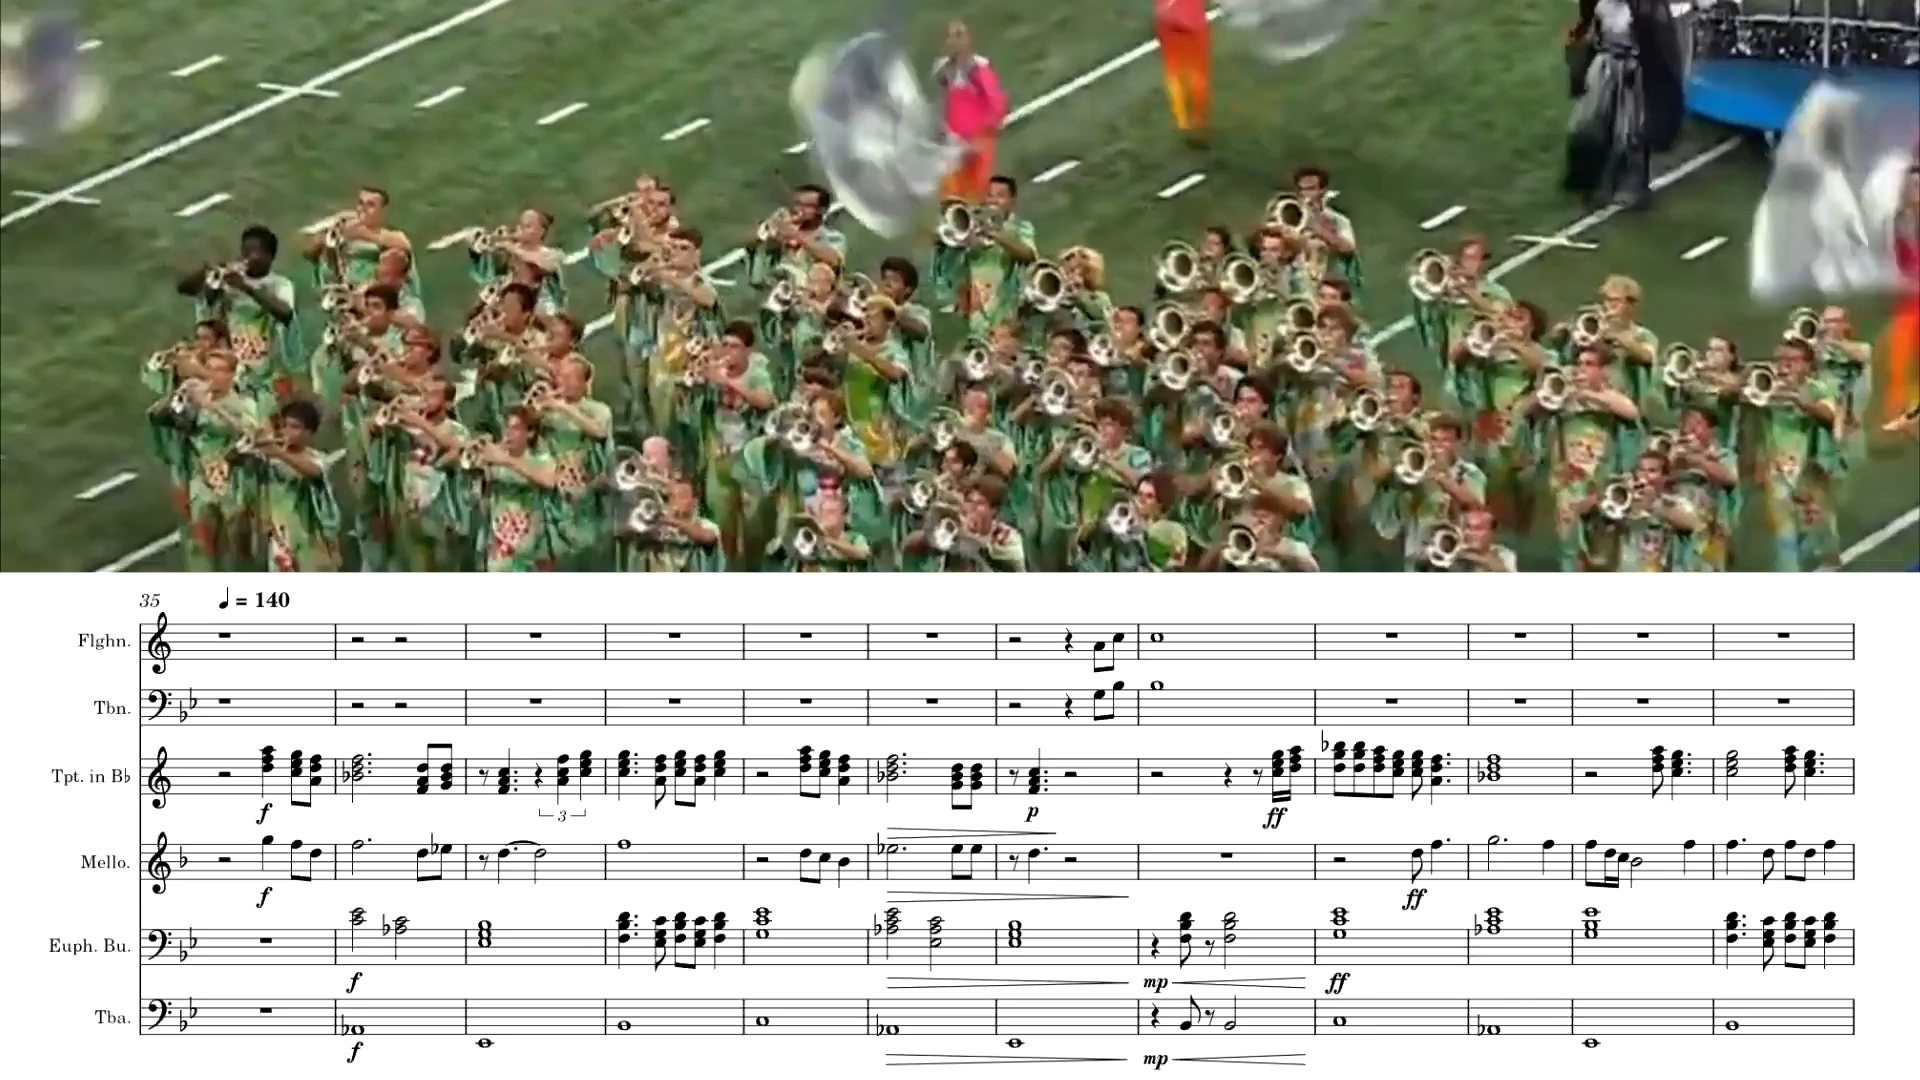 35
♩ = 140
Flghn.
Tbn.
Tpt. in B♭
f
3
p
ff
Mello.
f
ff
Euph. Bu.
f
mp
ff
Tba.
f
mp